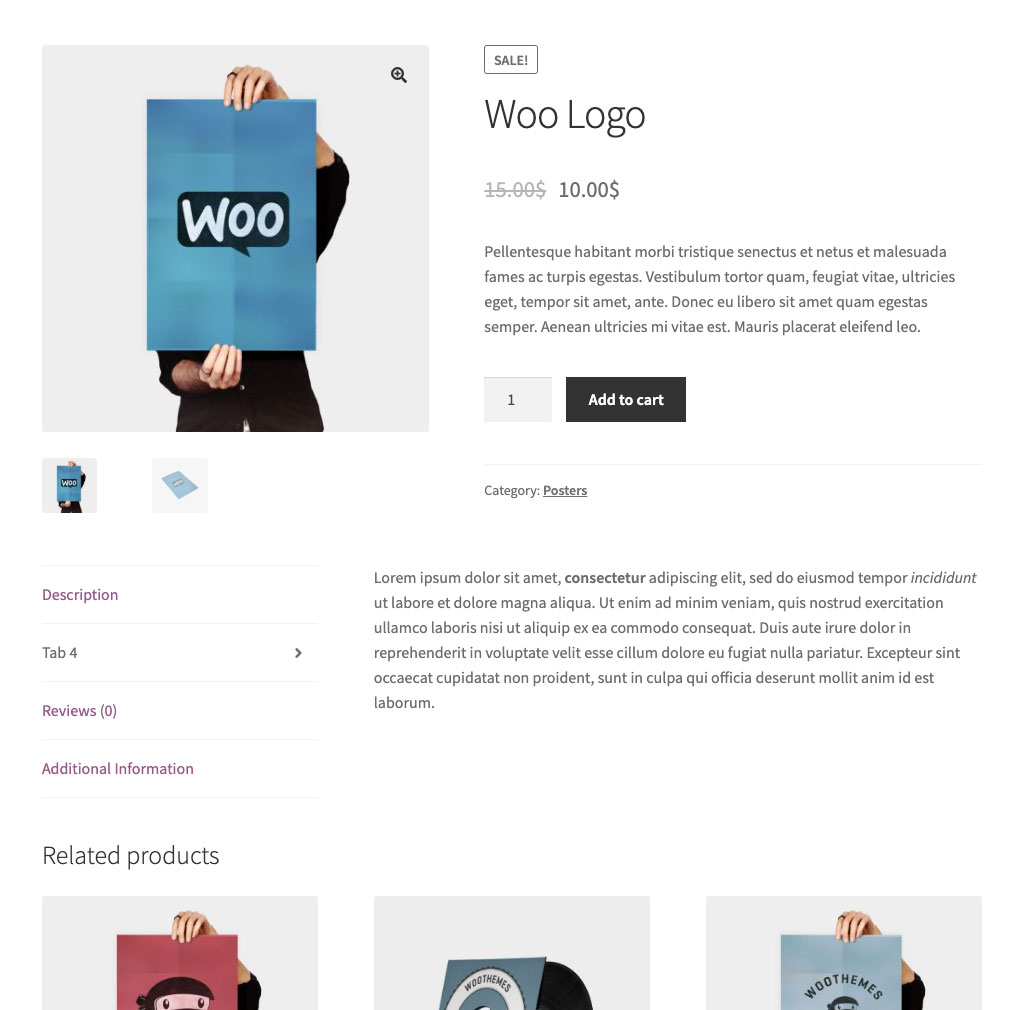 SALE!
Woo Logo
15.00$ 10.00$
Pellentesque habitant morbi tristique senectus et netus et malesuada
fames ac turpis egestas. Vestibulum tortor quam, feugiat vitae, ultricies
eget, tempor sit amet, ante. Donec eu libero sit amet quam egestas
semper. Aenean ultricies mi vitae est. Mauris placerat eleifend leo.
1
Add to cart
Category: Posters
WOO
WOO
WOO
Description
Tab 4
Reviews (0)
Additional Information
Lorem ipsum dolor sit amet, consectetur adipiscing elit, sed do eiusmod tempor incididunt
ut labore et dolore magna aliqua. Ut enim ad minim veniam, quis nostrud exercitation
ullamco laboris nisi ut aliquip ex ea commodo consequat. Duis aute irure dolor in
reprehenderit in voluptate velit esse cillum dolore eu fugiat nulla pariatur. Excepteur sint
occaecat cupidatat non proident, sunt in culpa qui officia deserunt mollit anim id est
laborum.
Related products
WOOTHEMES
WOOTHEMES